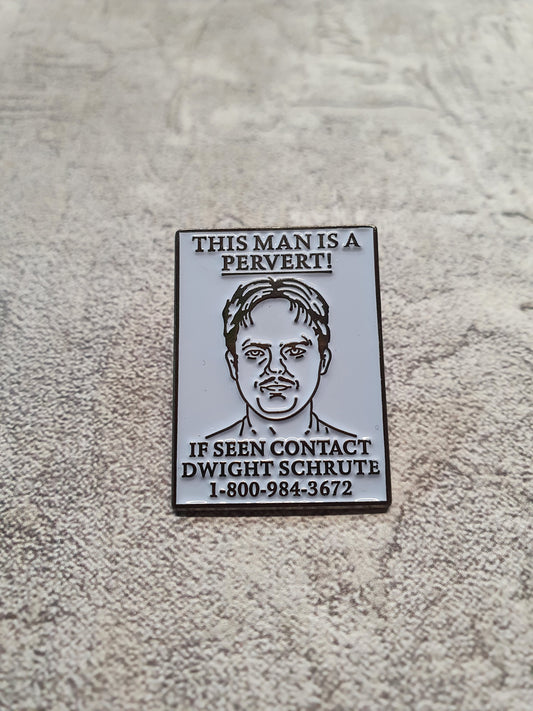 THIS MAN IS A
PERVERT!
IF SEEN CONTACT
DWIGHT SCHRUTE
1-800-984-3672